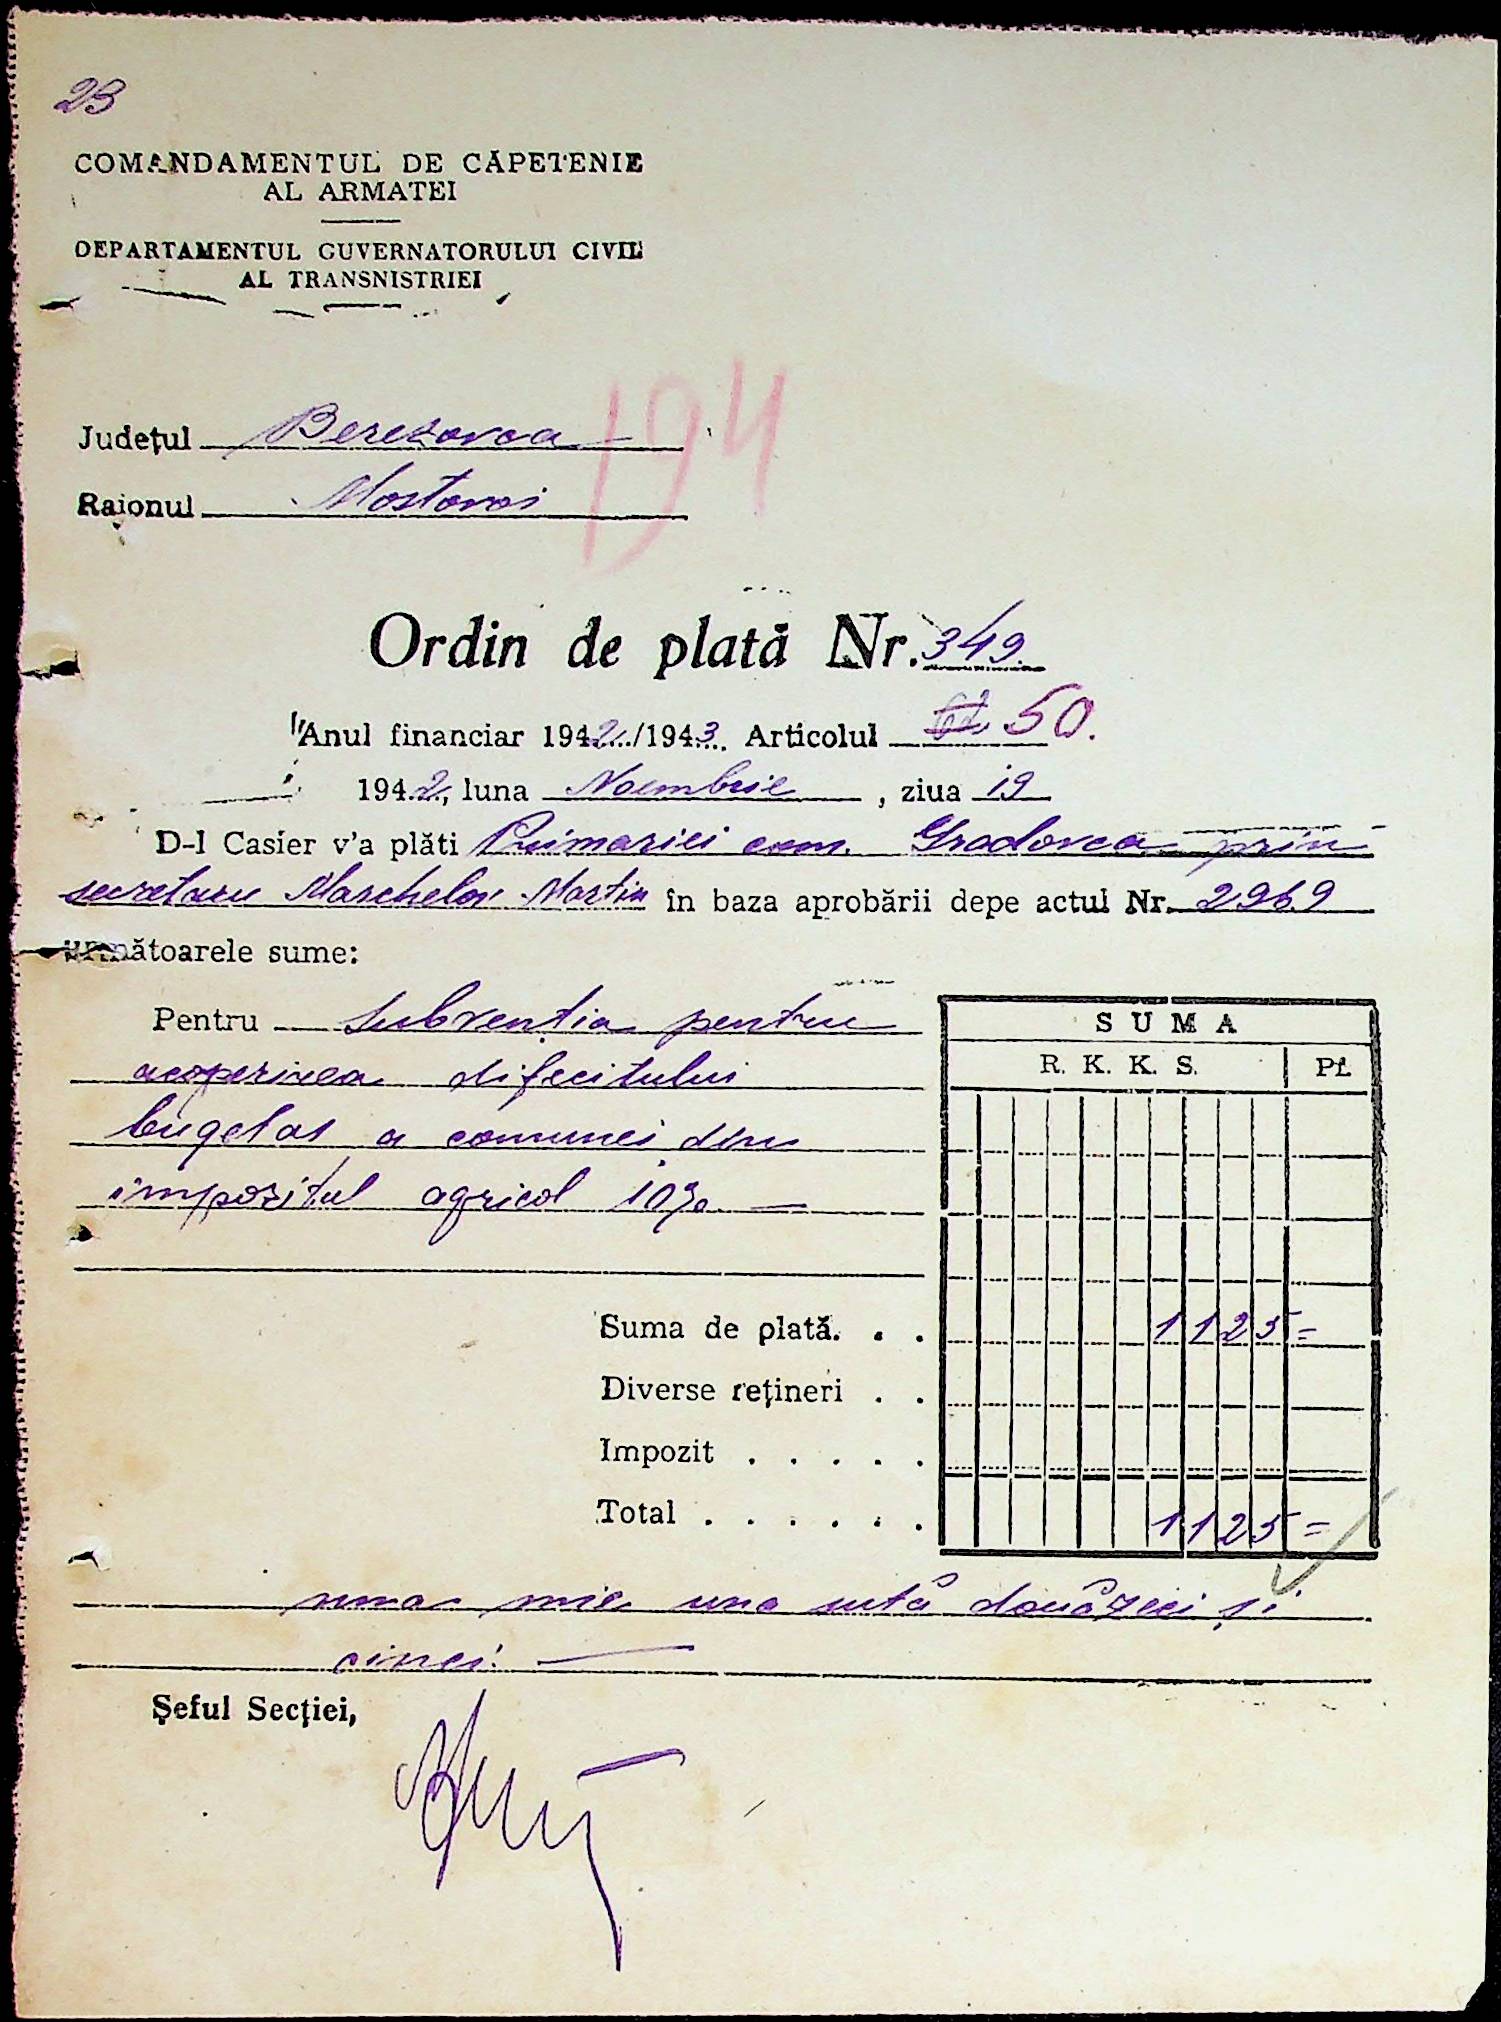 23
COMANDAMENTUL DE CĂPETENIE
AL ARMATEI
DEPARTAMENTUL GUVERNATORULUI CIVIL
AL TRANSNISTRIEI
194
Județul Beresovca
Raionul Mostovoi
Ordin de plată Nr. 349
Anul financiar 1942/1943. Articolul 50.
1942, luna Noembrie, ziua 19
D-l Casier v'a plăti Primariei com. Gradovca prin
secretaru Marchelov Martin în baza aprobării depe actul Nr. 2969
următoarele sume:
Pentru subvenția pentru
acoperirea difecitului
bugetar a comunei din
impozitul agricol 10%
SUMA
R. K. K. S. Pf.
Suma de plată. . . 1125=
Diverse rețineri . .
Impozit . . . . .
Total . . . . . . 1125=
una mie una sută douăzeci și
cinci.
Șeful Secției,